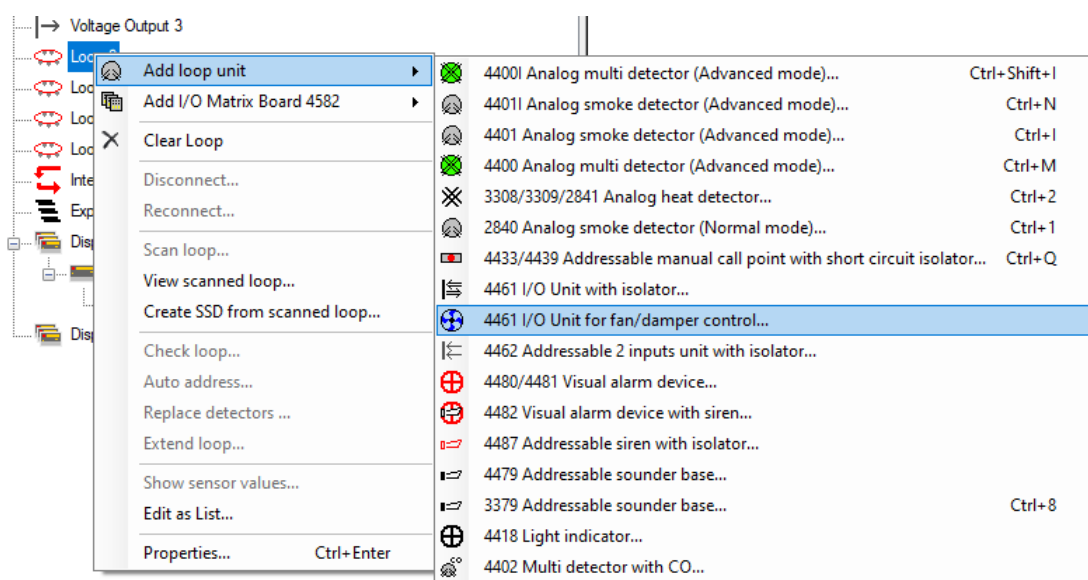 Voltage Output 3
Add loop unit
Add I/O Matrix Board 4582
Clear Loop
Disconnect...
Reconnect...
Scan loop...
View scanned loop...
Create SSD from scanned loop...
Check loop...
Auto address...
Replace detectors ...
Extend loop...
Show sensor values...
Edit as List...
Properties... Ctrl+Enter
4400I Analog multi detector (Advanced mode)... Ctrl+Shift+I
4401I Analog smoke detector (Advanced mode)... Ctrl+N
4401 Analog smoke detector (Advanced mode)... Ctrl+I
4400 Analog multi detector (Advanced mode)... Ctrl+M
3308/3309/2841 Analog heat detector... Ctrl+2
2840 Analog smoke detector (Normal mode)... Ctrl+1
4433/4439 Addressable manual call point with short circuit isolator... Ctrl+Q
4461 I/O Unit with isolator...
4461 I/O Unit for fan/damper control...
4462 Addressable 2 inputs unit with isolator...
4480/4481 Visual alarm device...
4482 Visual alarm device with siren...
4487 Addressable siren with isolator...
4479 Addressable sounder base...
3379 Addressable sounder base... Ctrl+8
4418 Light indicator...
4402 Multi detector with CO...